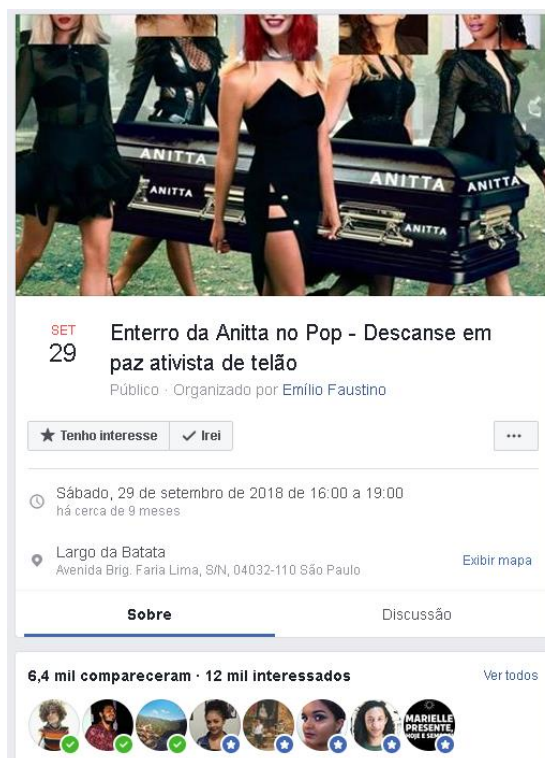 ANITTA
ANITTA
ANITTA
ANITTA
ANITTA
SET
29
Enterro da Anitta no Pop - Descanse em
paz ativista de telão
Público · Organizado por Emílio Faustino
Tenho interesse
Irei
Sábado, 29 de setembro de 2018 de 16:00 a 19:00
há cerca de 9 meses
Largo da Batata
Avenida Brig. Faria Lima, S/N, 04032-110 São Paulo
Exibir mapa
Sobre
Discussão
6,4 mil compareceram · 12 mil interessados
Ver todos
MARIELLE
PRESENTE,
HOJE E SEMPRE